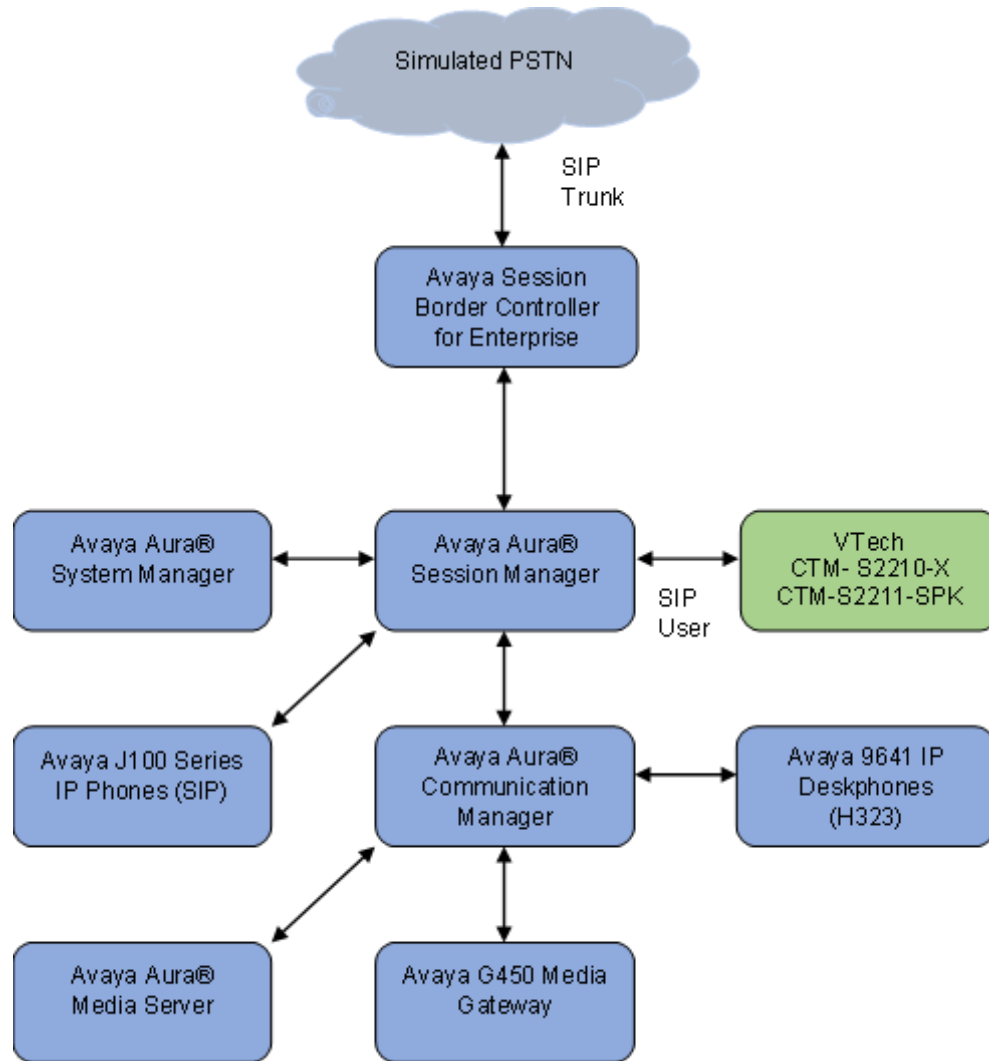 Simulated PSTN
SIP
Trunk
Avaya Session
Border Controller
for Enterprise
Avaya Aura®
System Manager
Avaya Aura®
Session Manager
SIP
User
VTech
CTM- S2210-X
CTM-S2211-SPK
Avaya J100 Series
IP Phones (SIP)
Avaya Aura®
Communication
Manager
Avaya 9641 IP
Deskphones
(H323)
Avaya Aura®
Media Server
Avaya G450 Media
Gateway